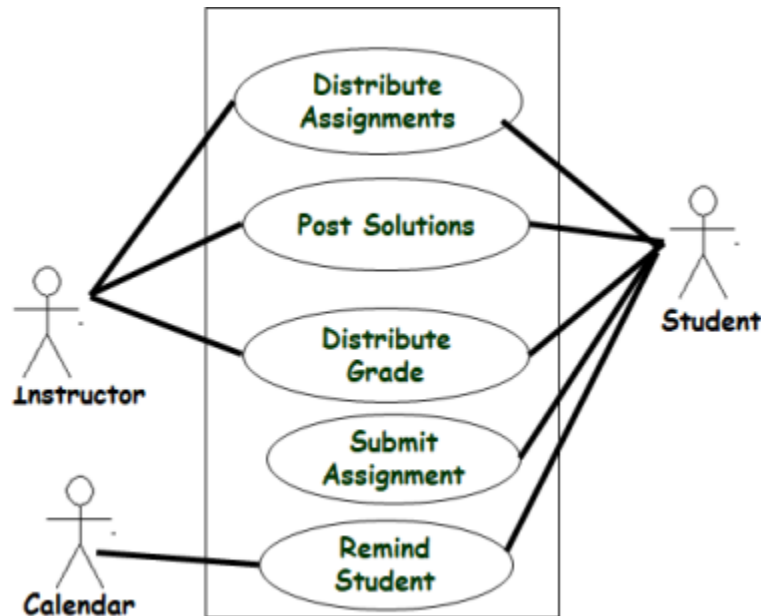 Distribute
Assignments
Post Solutions
Student
Distribute
Grade
Instructor
Submit
Assignment
Remind
Student
Calendar